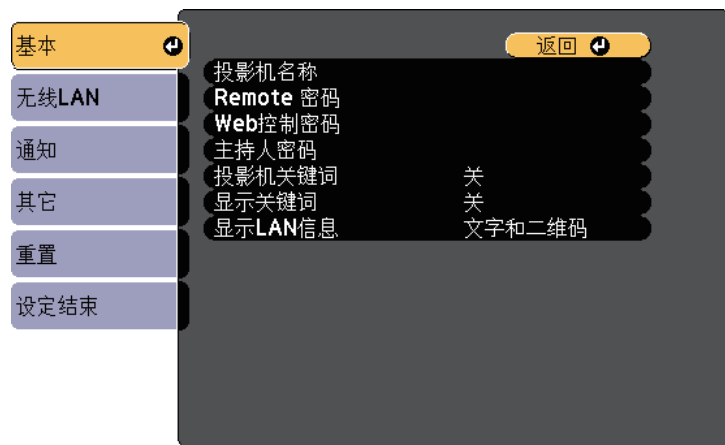 基本
无线LAN
通知
其它
重置
设定结束
返回
投影机名称
Remote 密码
Web控制密码
主持人密码
投影机关键词 关
显示关键词 关
显示LAN信息 文字和二维码